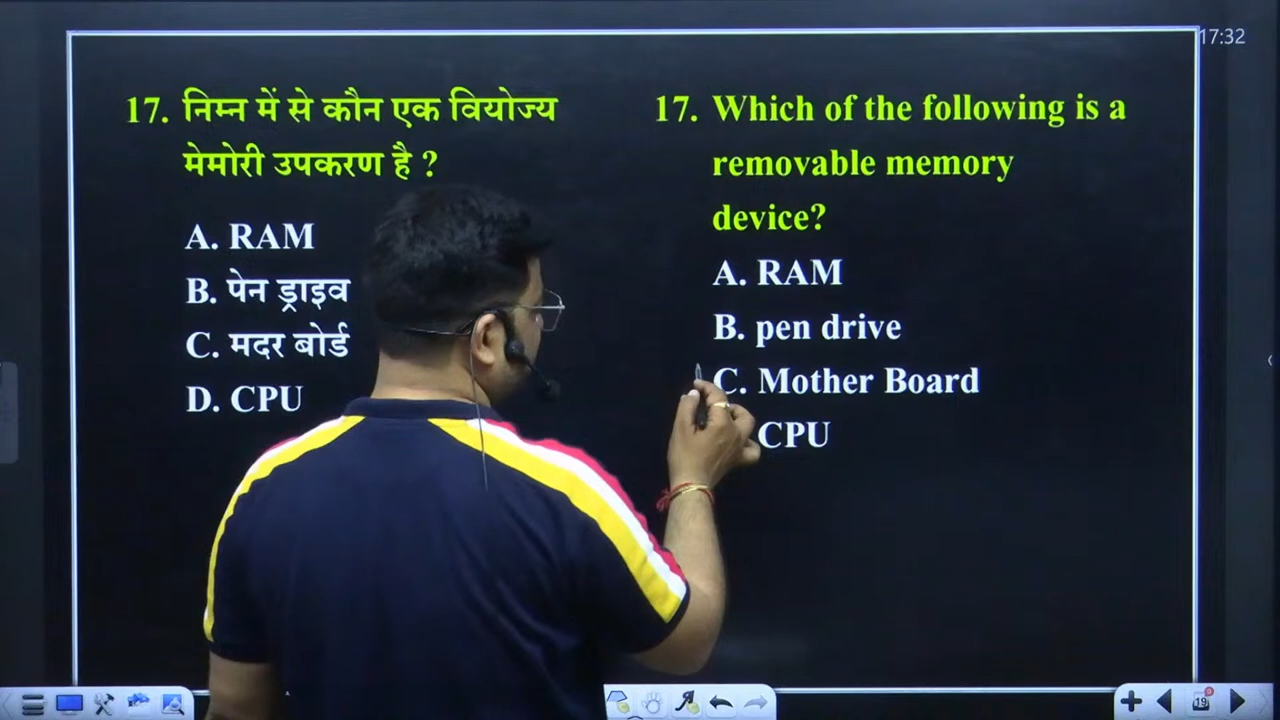 17:32
17. निम्न में से कौन एक वियोज्य
मेमोरी उपकरण है ?
A. RAM
B. पेन ड्राइव
C. मदर बोर्ड
D. CPU
17. Which of the following is a
removable memory
device?
A. RAM
B. pen drive
C. Mother Board
CPU
19